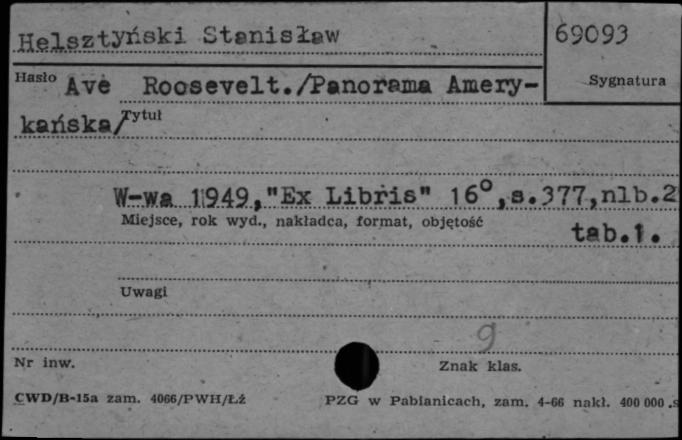 Helsztyński Stanisław
69093
Hasło
Sygnatura
Ave Roosevelt./Panorama Amery-
kańska/
Tytuł
W-wa 1949,"Ex Libris" 16°,s.377,nlb.2
Miejsce, rok wyd., nakładca, format, objętość
tab.1.
Uwagi
9
Nr inw.
Znak klas.
CWD/B-15a zam. 4066/PWH/Łż
PZG w Pabianicach, zam. 4-66 nakł. 400 000 .s